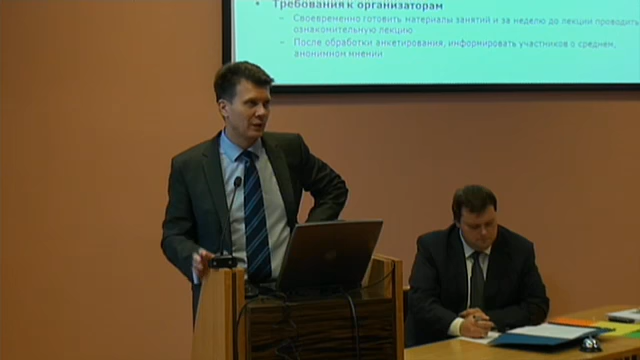 Требования к организаторам
Своевременно готовить материалы занятий и за неделю до лекции проводить
ознакомительную лекцию
После обработки анкетирования, информировать участников о среднем,
анонимном мнении